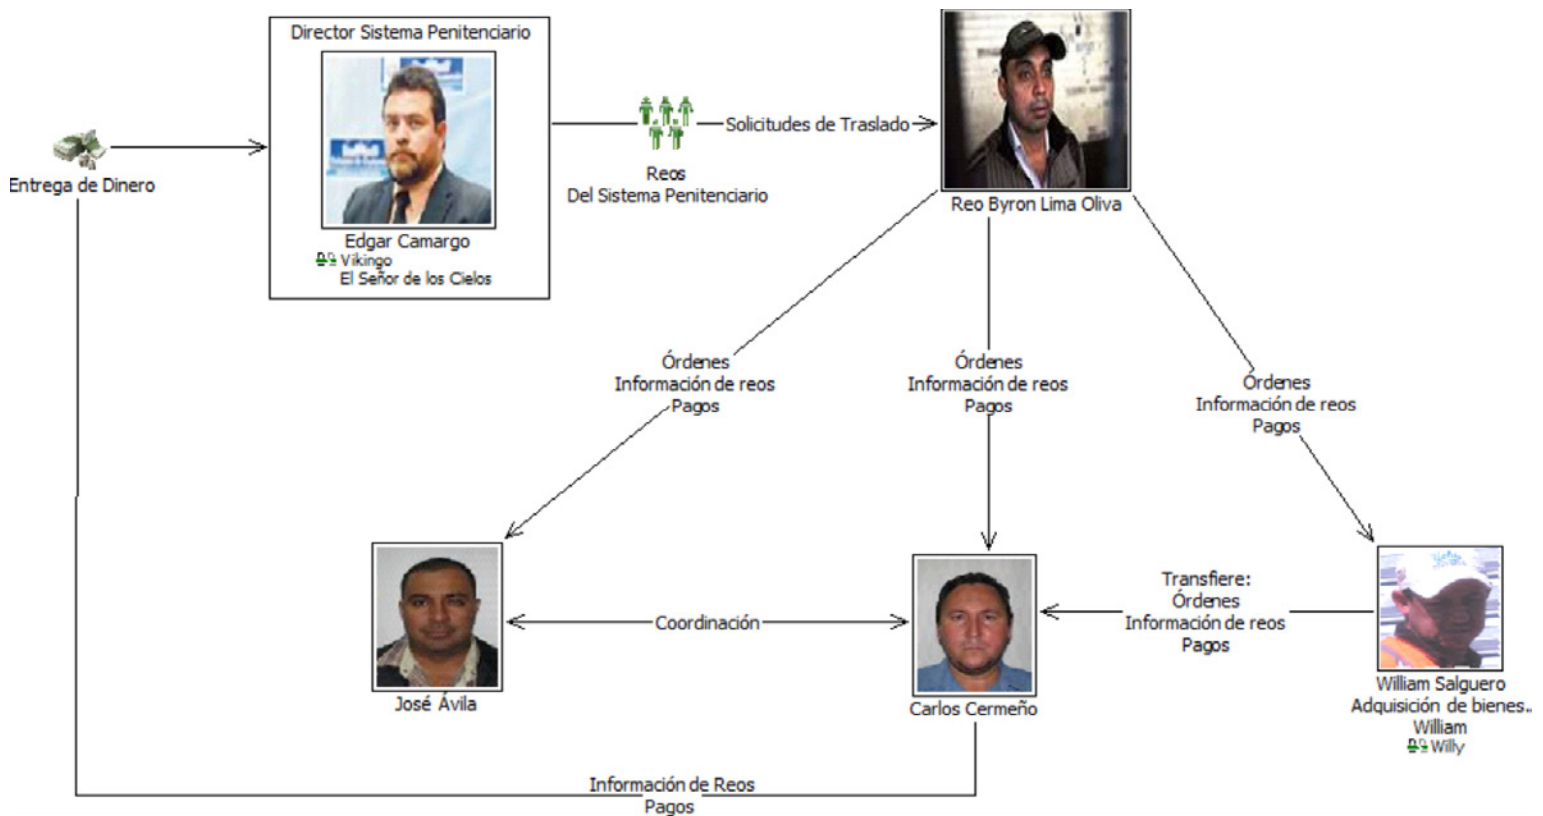 Director Sistema Penitenciario
Entrega de Dinero
Edgar Camargo
Vikingo
El Señor de los Cielos
Reos
Del Sistema Penitenciario
Solicitudes de Traslado
Reo Byron Lima Oliva
Órdenes
Información de reos
Pagos
Órdenes
Información de reos
Pagos
Órdenes
Información de reos
Pagos
José Ávila
Coordinación
Carlos Cermeño
Transfiere:
Órdenes
Información de reos
Pagos
William Salguero
Adquisición de bienes..
William
Willy
Información de Reos
Pagos